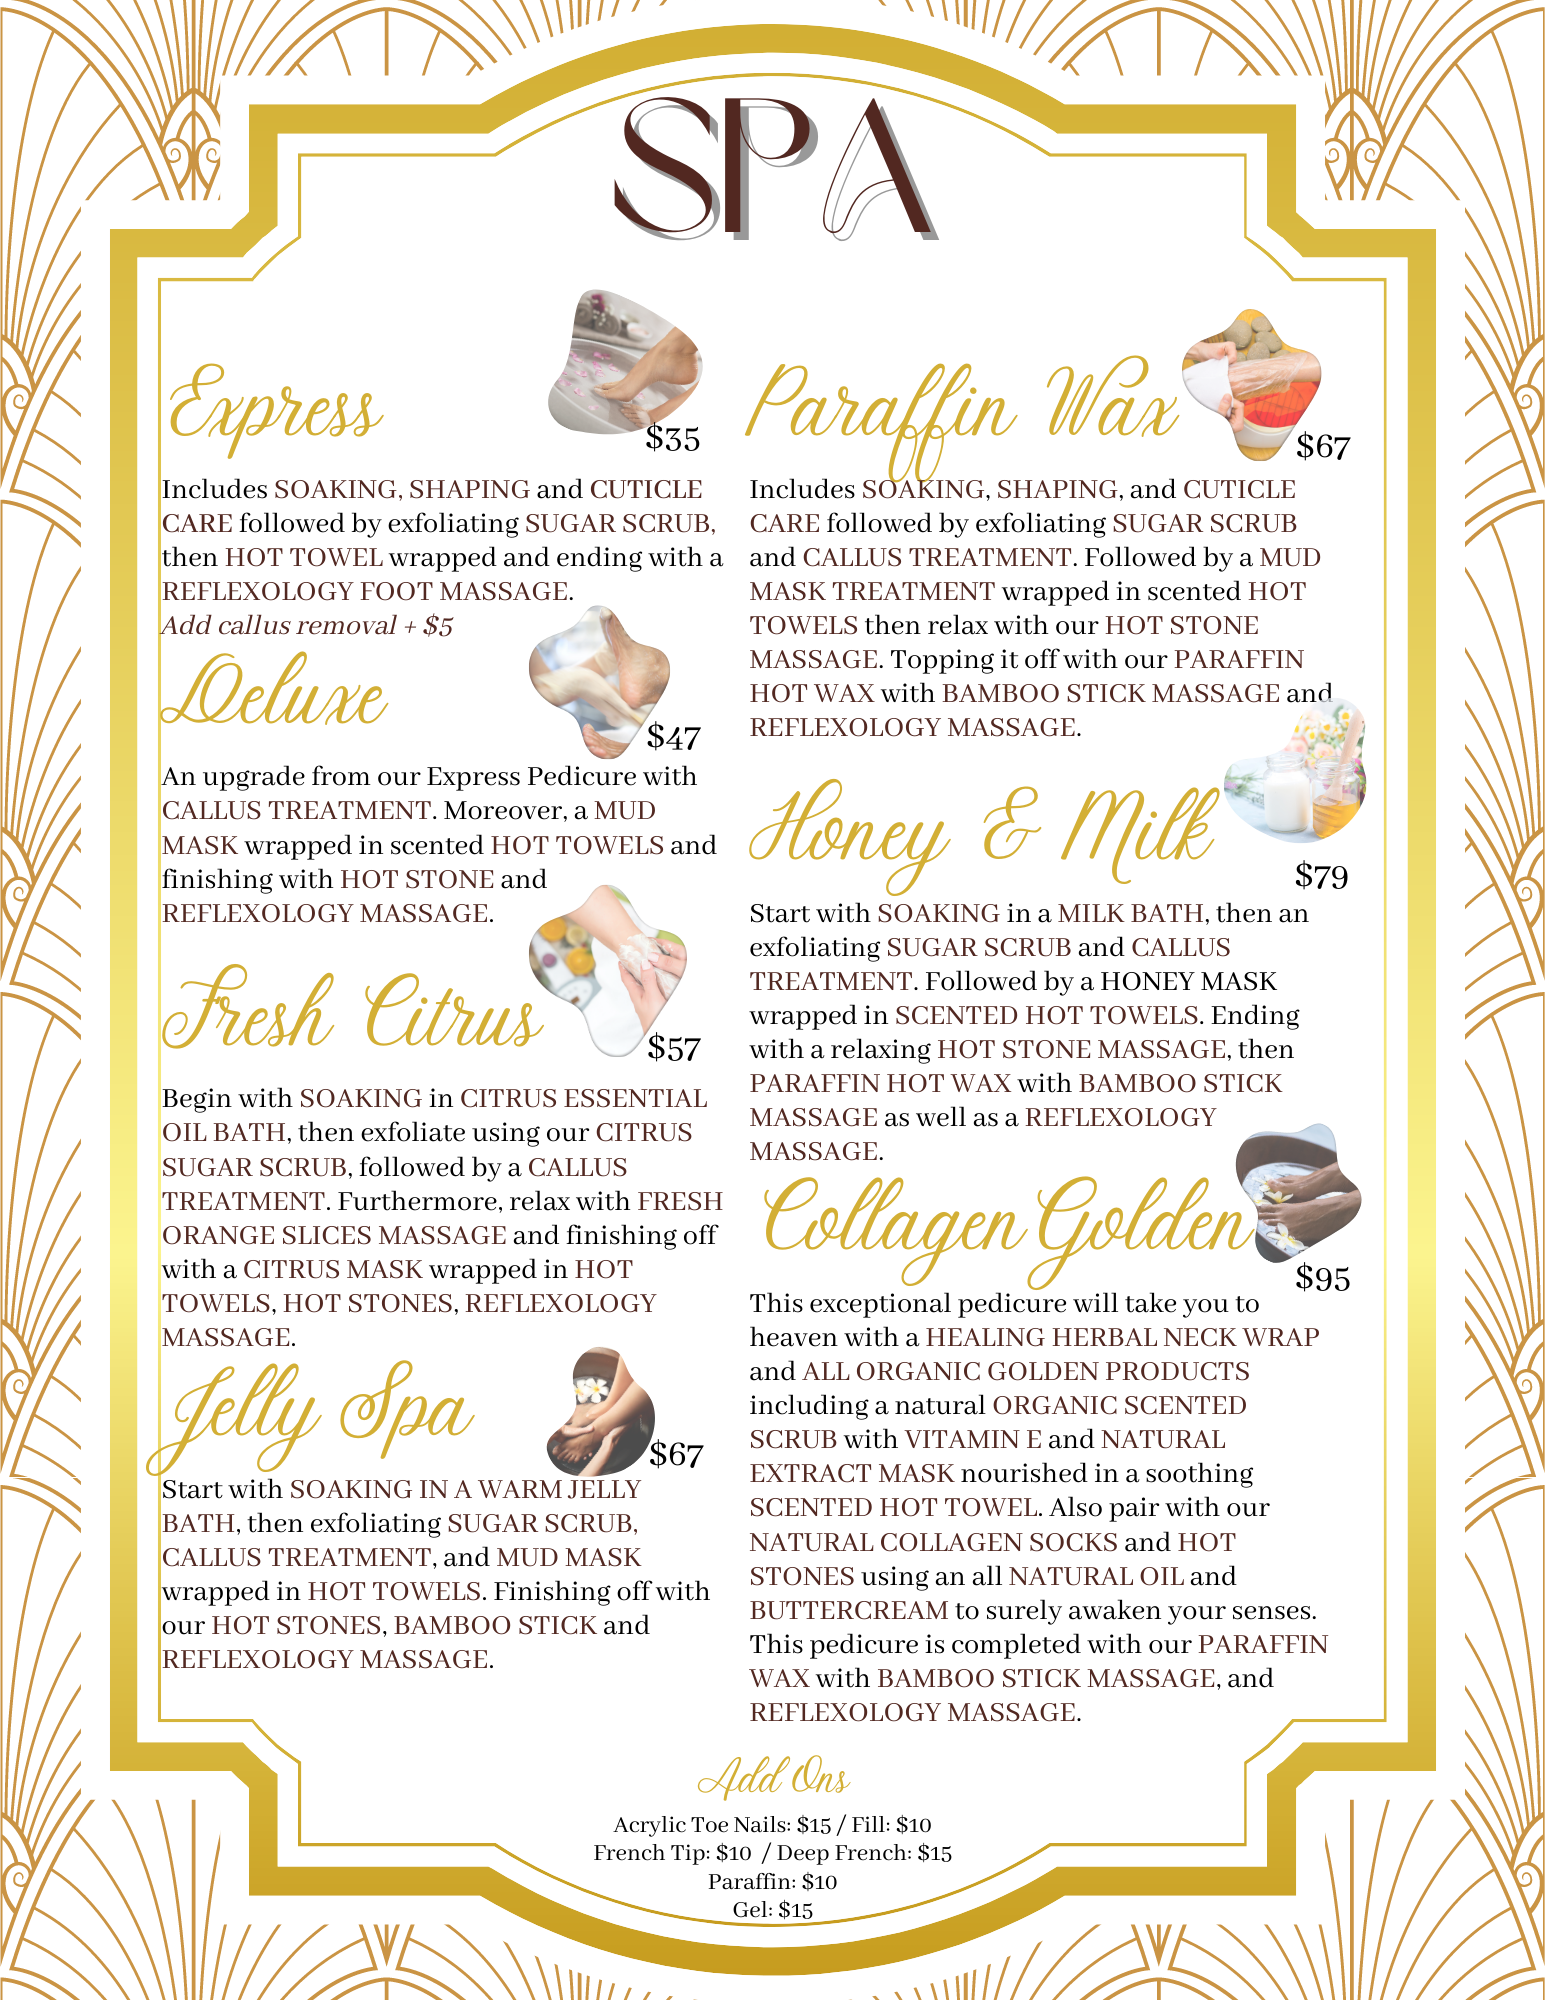 SPA
Express
$35
Includes SOAKING, SHAPING and CUTICLE
CARE followed by exfoliating SUGAR SCRUB,
then HOT TOWEL wrapped and ending with a
REFLEXOLOGY FOOT MASSAGE.
Add callus removal + $5
Deluxe
$47
An upgrade from our Express Pedicure with
CALLUS TREATMENT. Moreover, a MUD
MASK wrapped in scented HOT TOWELS and
finishing with HOT STONE and
REFLEXOLOGY MASSAGE.
Fresh Citrus
$57
Begin with SOAKING in CITRUS ESSENTIAL
OIL BATH, then exfoliate using our CITRUS
SUGAR SCRUB, followed by a CALLUS
TREATMENT. Furthermore, relax with FRESH
ORANGE SLICES MASSAGE and finishing off
with a CITRUS MASK wrapped in HOT
TOWELS, HOT STONES, REFLEXOLOGY
MASSAGE.
Jelly Spa
$67
Start with SOAKING IN A WARM JELLY
BATH, then exfoliating SUGAR SCRUB,
CALLUS TREATMENT, and MUD MASK
wrapped in HOT TOWELS. Finishing off with
our HOT STONES, BAMBOO STICK and
REFLEXOLOGY MASSAGE.
Paraffin Wax
$67
Includes SOAKING, SHAPING, and CUTICLE
CARE followed by exfoliating SUGAR SCRUB
and CALLUS TREATMENT. Followed by a MUD
MASK TREATMENT wrapped in scented HOT
TOWELS then relax with our HOT STONE
MASSAGE. Topping it off with our PARAFFIN
HOT WAX with BAMBOO STICK MASSAGE and
REFLEXOLOGY MASSAGE.
Honey & Milk
$79
Start with SOAKING in a MILK BATH, then an
exfoliating SUGAR SCRUB and CALLUS
TREATMENT. Followed by a HONEY MASK
wrapped in SCENTED HOT TOWELS. Ending
with a relaxing HOT STONE MASSAGE, then
PARAFFIN HOT WAX with BAMBOO STICK
MASSAGE as well as a REFLEXOLOGY
MASSAGE.
Collagen Golden
$95
This exceptional pedicure will take you to
heaven with a HEALING HERBAL NECK WRAP
and ALL ORGANIC GOLDEN PRODUCTS
including a natural ORGANIC SCENTED
SCRUB with VITAMIN E and NATURAL
EXTRACT MASK nourished in a soothing
SCENTED HOT TOWEL. Also pair with our
NATURAL COLLAGEN SOCKS and HOT
STONES using an all NATURAL OIL and
BUTTERCREAM to surely awaken your senses.
This pedicure is completed with our PARAFFIN
WAX with BAMBOO STICK MASSAGE, and
REFLEXOLOGY MASSAGE.
Add Ons
Acrylic Toe Nails: $15 / Fill: $10
French Tip: $10 / Deep French: $15
Paraffin: $10
Gel: $15